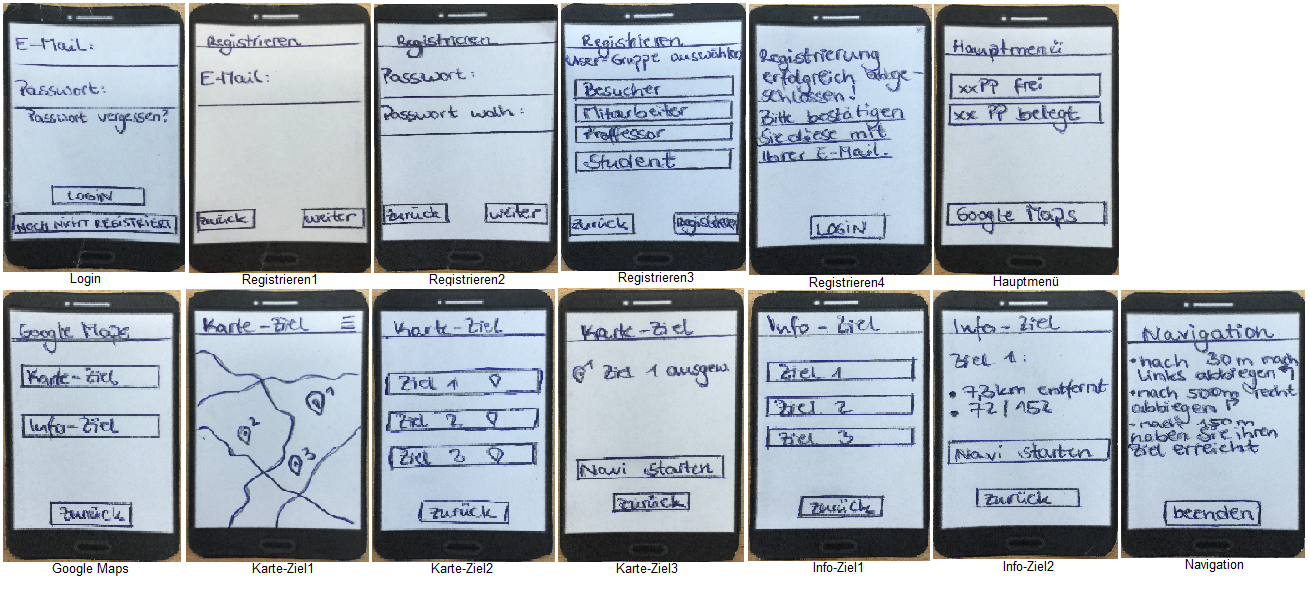 E-Mail:
Passwort:
Passwort vergessen?
LOGIN
NOCH NICHT REGISTRIERT
Login
Registrieren
E-Mail:
zurück
weiter
Registrieren1
Registrieren
Passwort:
Passwort wdh:
zurück
weiter
Registrieren2
Registrieren
User-Gruppe auswählen
Besucher
Mitarbeiter
Proffessor
Student
zurück
Registrieren
Registrieren3
x
Registrierung
erfolgreich abge-
schlossen!
Bitte bestätigen
Sie diese mit
Ihrer E-Mail.
LOGIN
Registrieren4
Hauptmenü
xx PP frei
xx PP belegt
Google Maps
Hauptmenü
Google Maps
Karte-Ziel
Info-Ziel
zurück
Google Maps
Karte-Ziel
1
2
3
Karte-Ziel1
Karte-Ziel
Ziel 1
Ziel 2
Ziel 3
zurück
Karte-Ziel2
Karte-Ziel
1 Ziel 1 ausgew.
Navi starten
zurück
Karte-Ziel3
Info-Ziel
Ziel 1
Ziel 2
Ziel 3
zurück
Info-Ziel1
Info-Ziel
Ziel 1:
• 7,3km entfernt
• 72/152
Navi starten
zurück
Info-Ziel2
Navigation
• nach 30m nach
Links abbiegen
• nach 500m recht
abbiegen
- nach 150m
haben Sie ihren
Ziel erreicht
beenden
Navigation